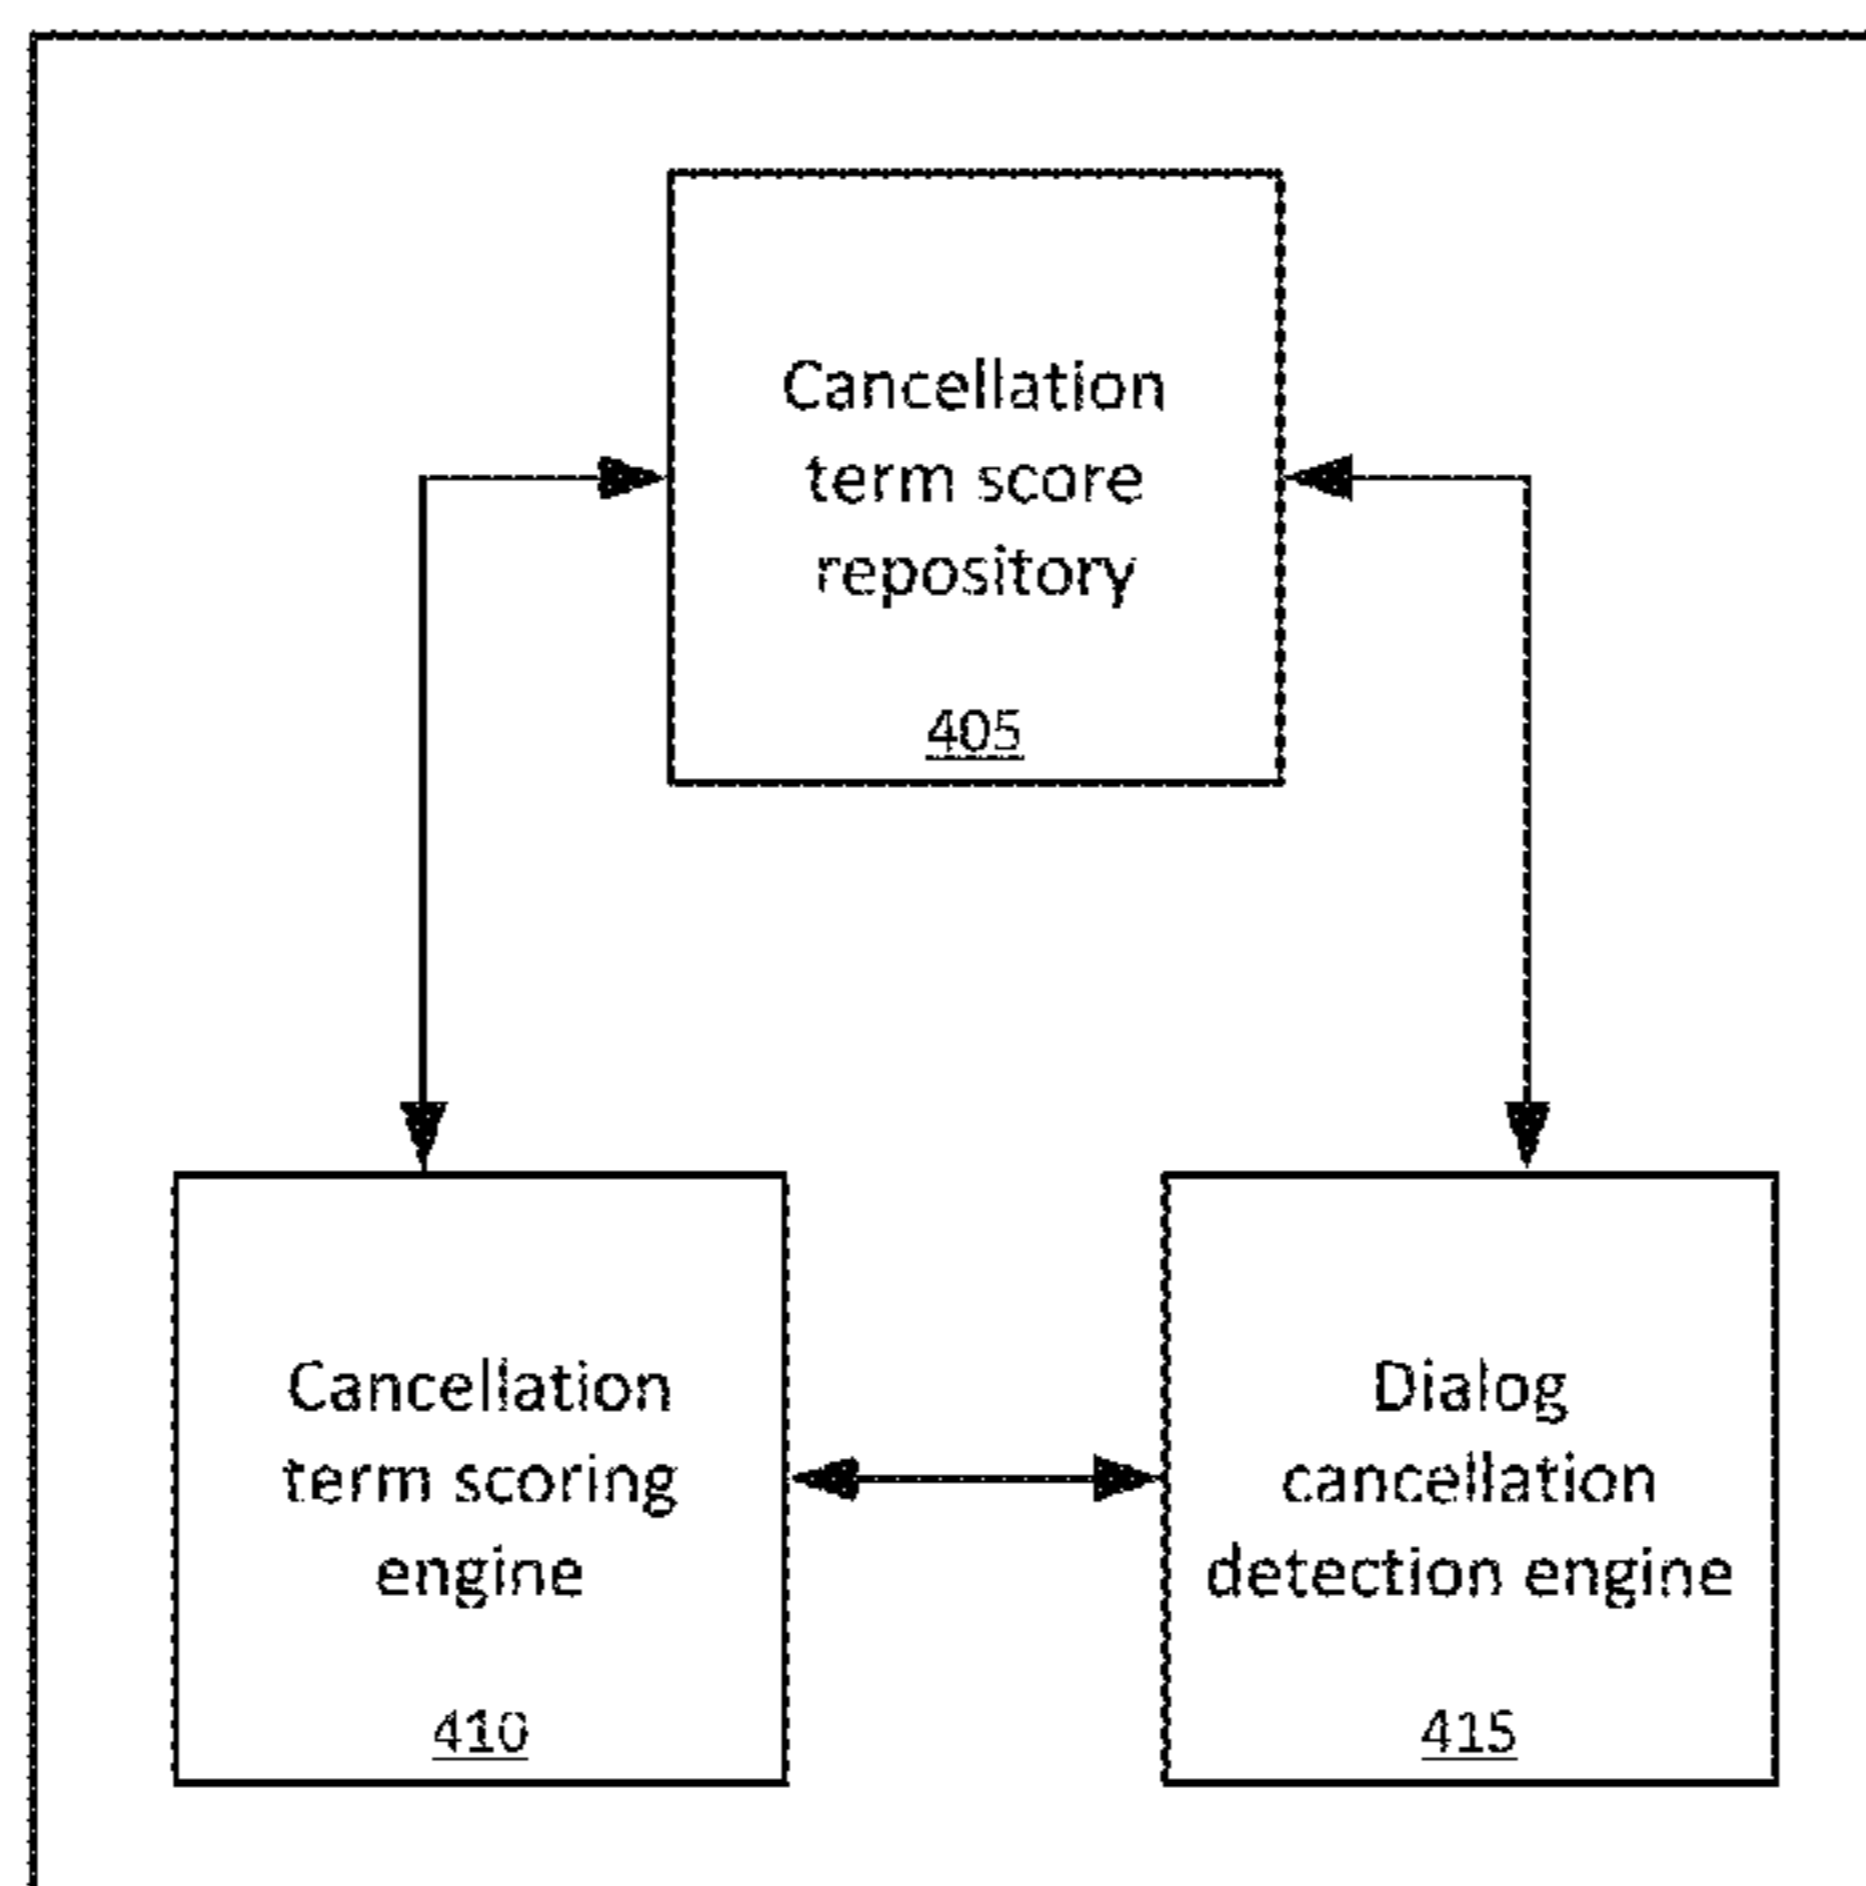 Cancellation
term score
repository
405
Cancellation
term scoring
engine
410
Dialog
cancellation
detection engine
415